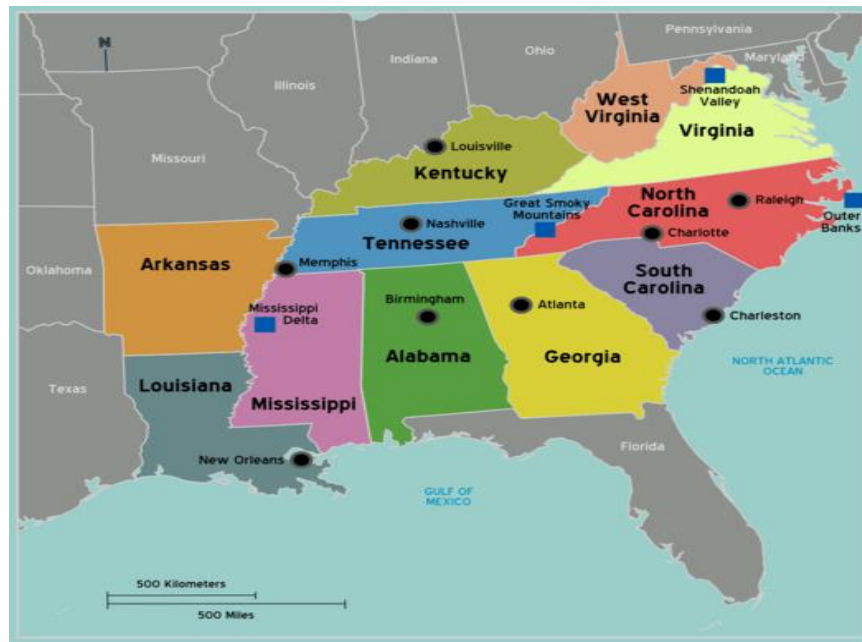 Pennsylvania
N
Ohio
Indiana
Maryland
Illinois
Shenandoah
Valley
West
Virginia
Virginia
Louisville
Missouri
Kentucky
North
Carolina
Raleigh
Great Smoky
Mountains
Outer
Banks
Nashville
Charlotte
Tennessee
Arkansas
Memphis
Oklahoma
South
Carolina
Mississippi
Delta
Birmingham
Atlanta
Charleston
Alabama
Georgia
NORTH ATLANTIC
OCEAN
Louisiana
Texas
Mississippi
Florida
New Orleans
GULF OF
MEXICO
500 Kilometers
500 Miles